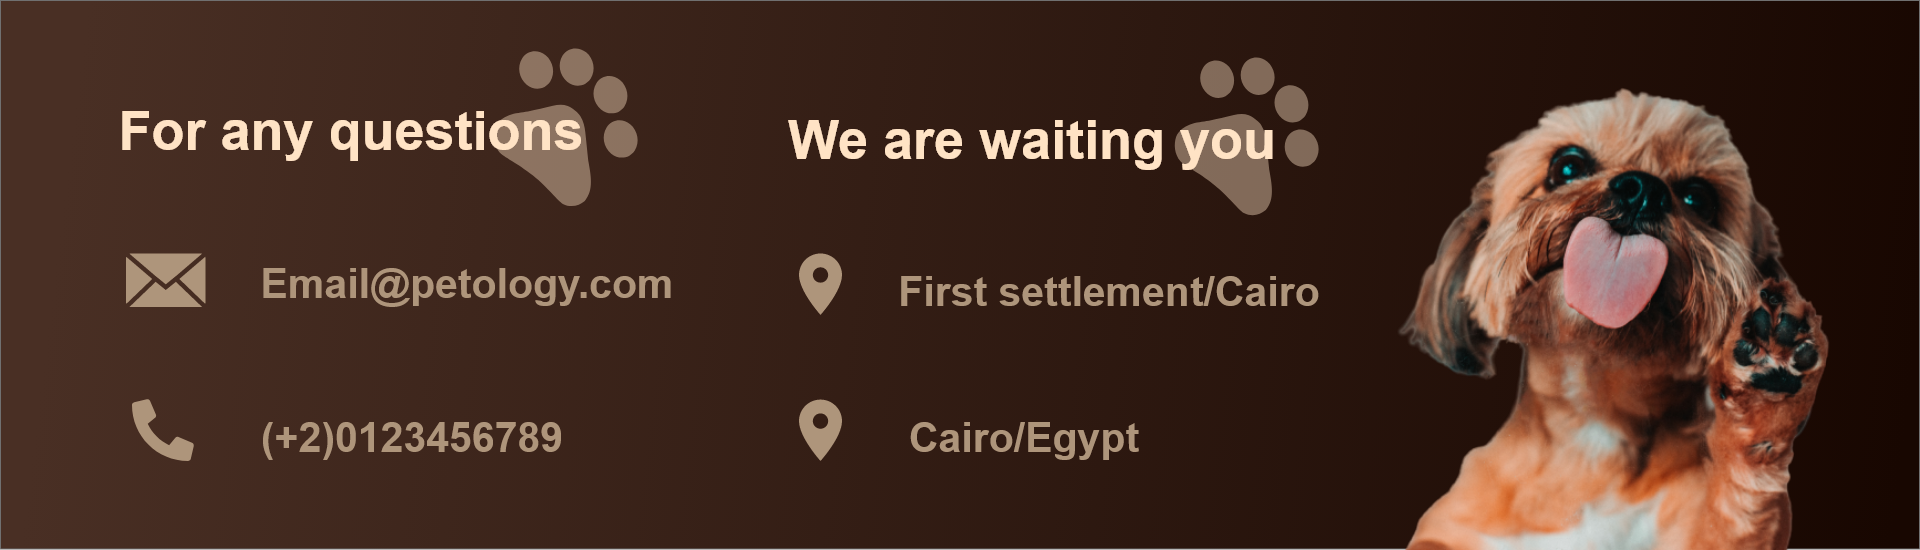 For any questions
Email@petology.com
(+2)0123456789
We are waiting you
First settlement/Cairo
Cairo/Egypt